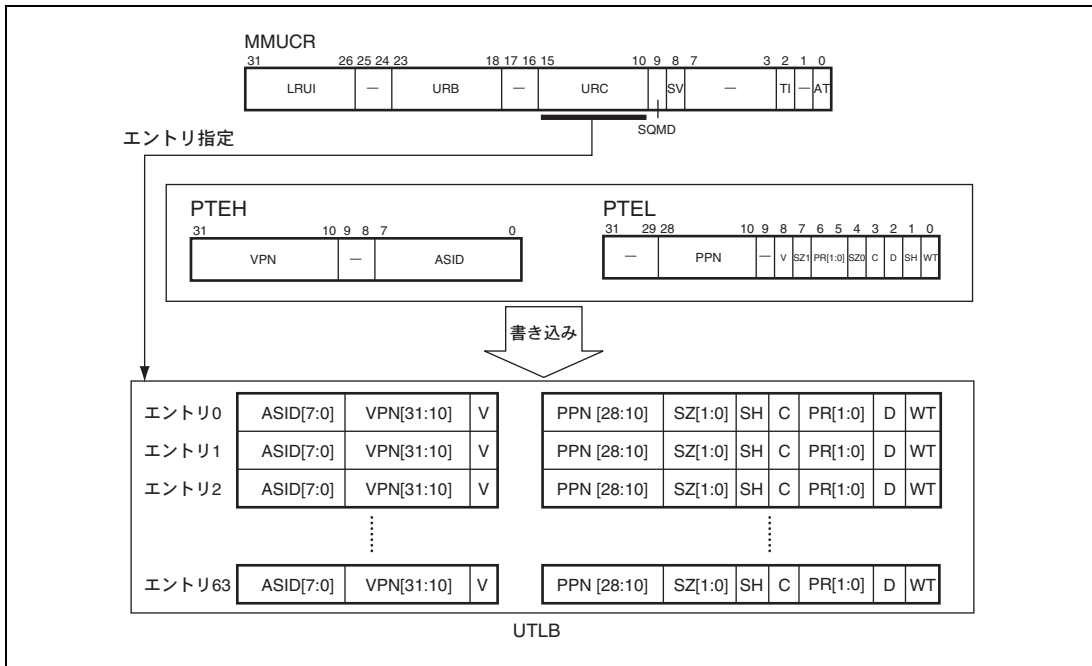 MMUCR
31 26 25 24 23 18 17 16 15 10 9 8 7 3 2 1 0
LRUI — URB — URC SV — TI — AT
SQMD
エントリ指定
PTEH
31 10 9 8 7 0
VPN — ASID
PTEL
31 29 28 10 9 8 7 6 5 4 3 2 1 0
— PPN — V SZ1 PR[1:0] SZ0 C D SH WT
書き込み
エントリ0 ASID[7:0] VPN[31:10] V PPN [28:10] SZ[1:0] SH C PR[1:0] D WT
エントリ1 ASID[7:0] VPN[31:10] V PPN [28:10] SZ[1:0] SH C PR[1:0] D WT
エントリ2 ASID[7:0] VPN[31:10] V PPN [28:10] SZ[1:0] SH C PR[1:0] D WT
エントリ63 ASID[7:0] VPN[31:10] V PPN [28:10] SZ[1:0] SH C PR[1:0] D WT
UTLB